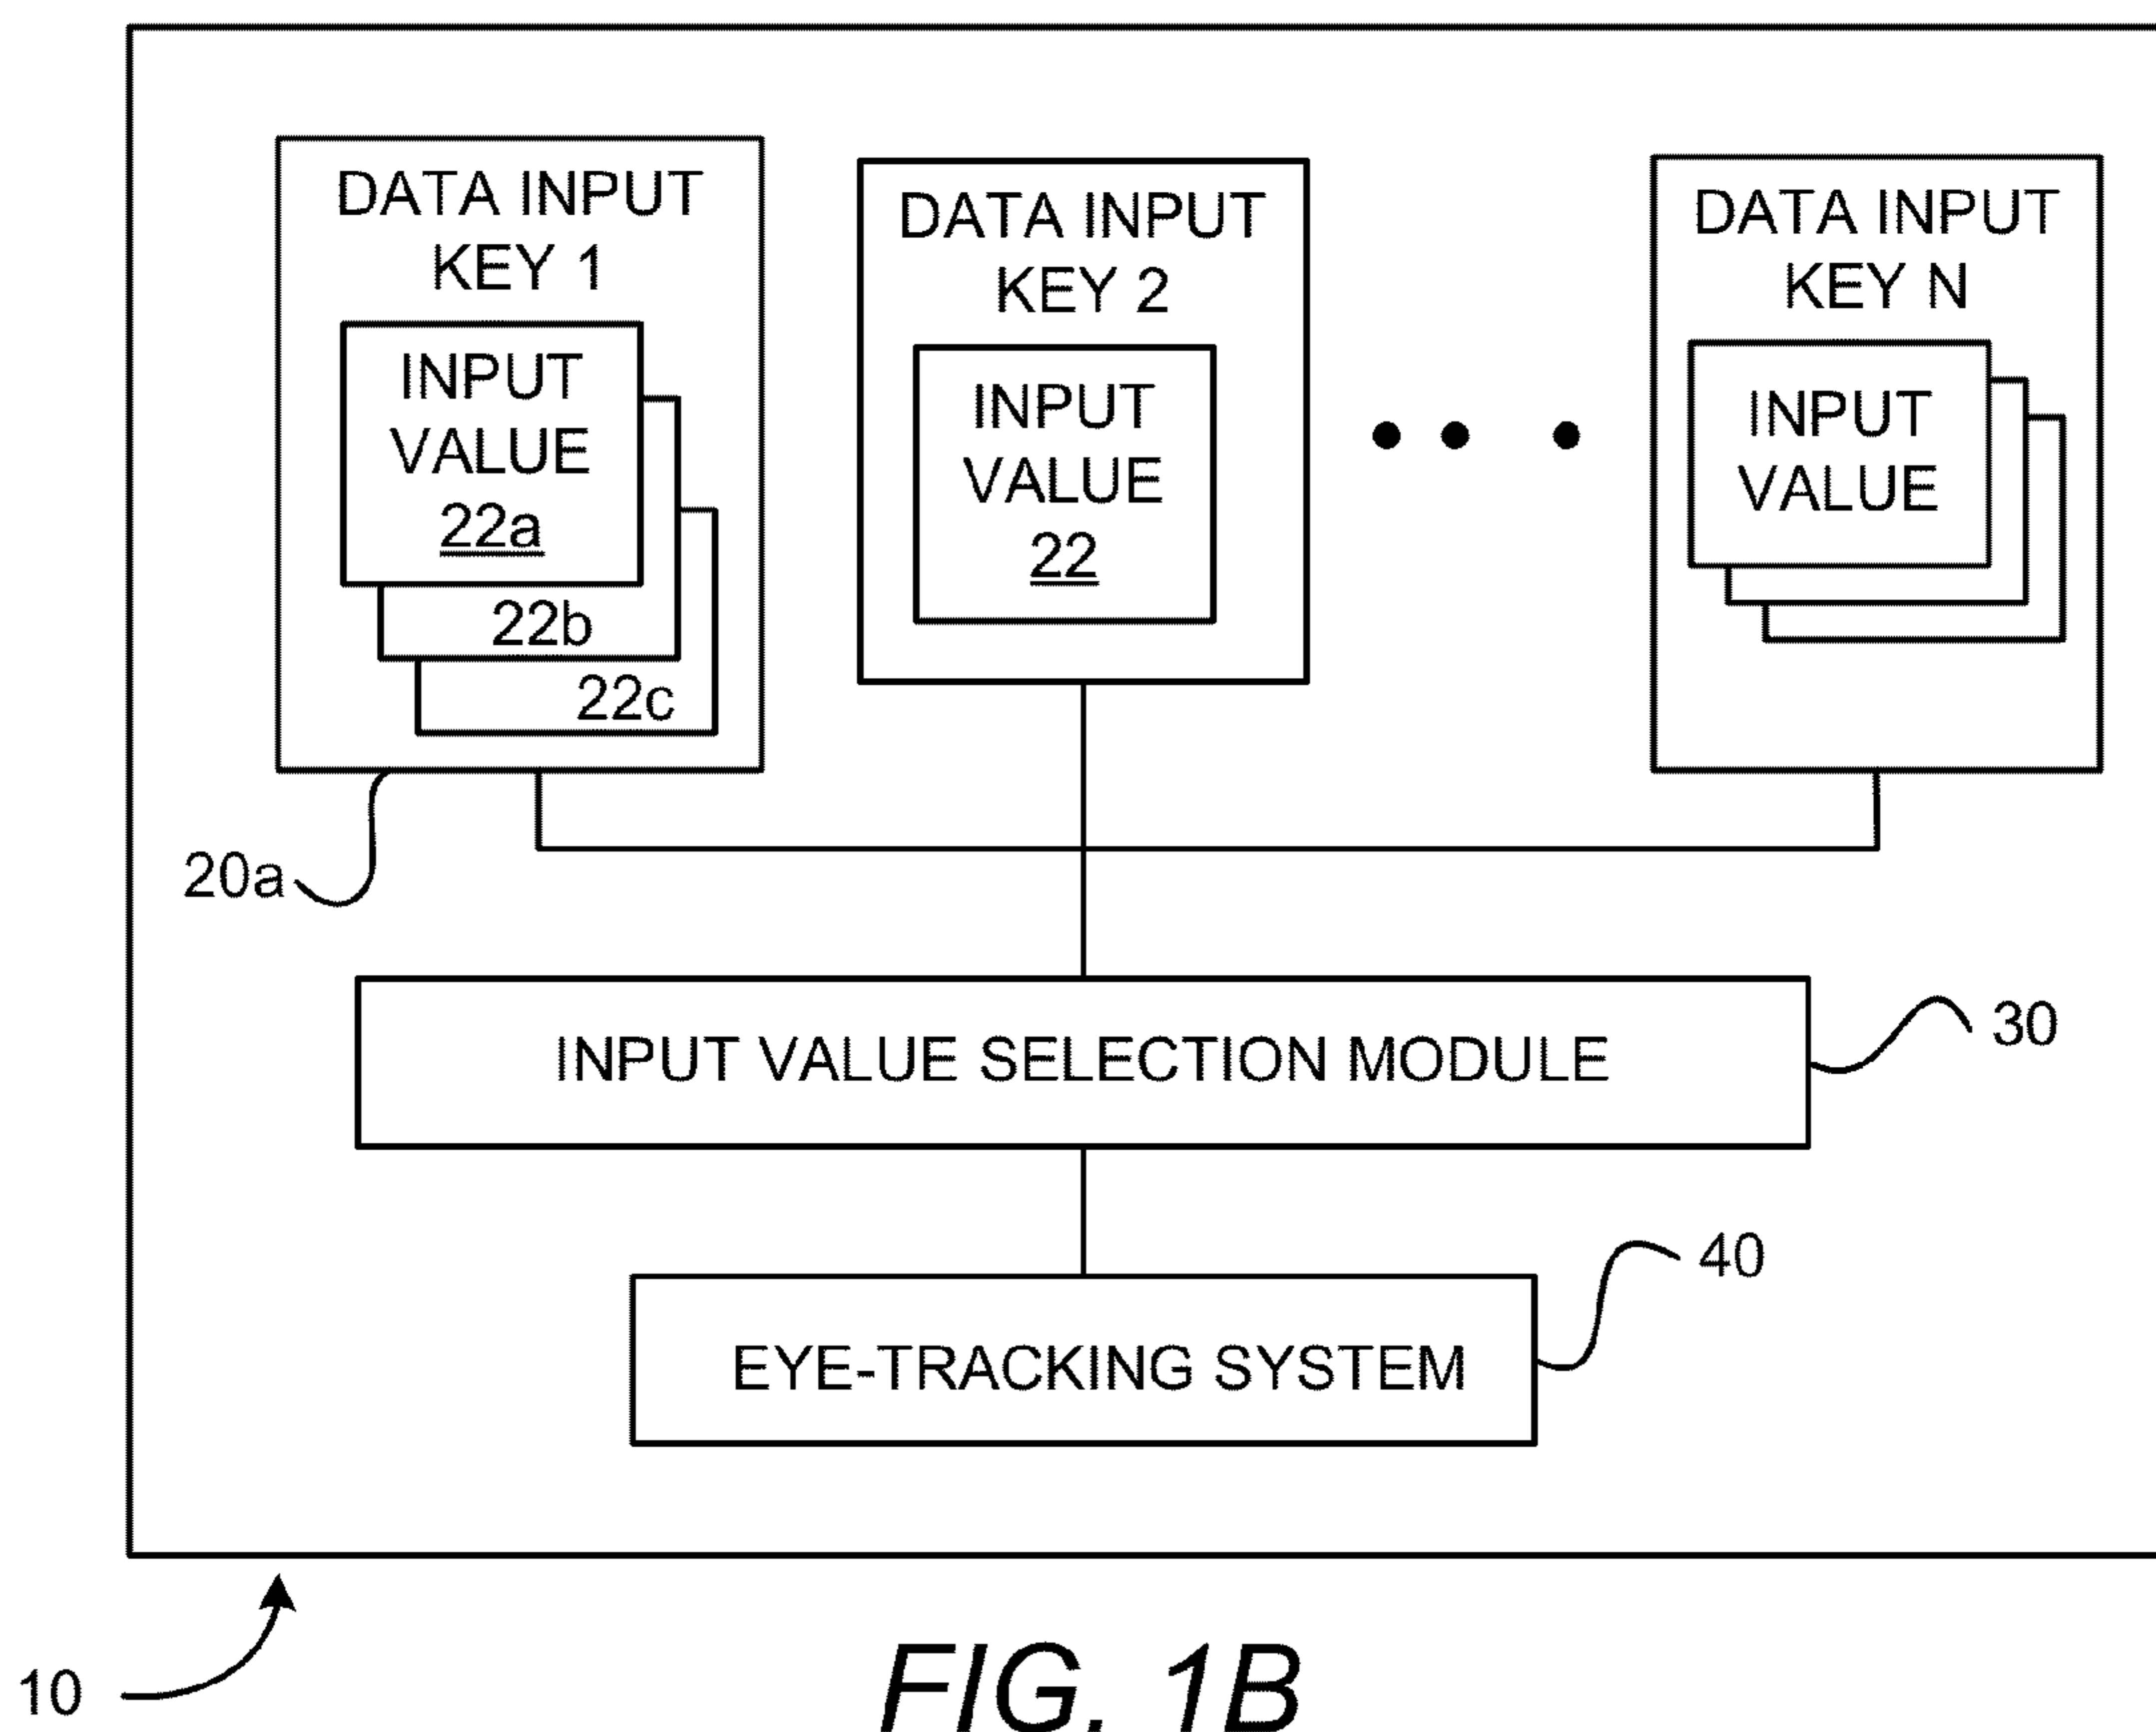 DATA INPUT
KEY 1
INPUT
VALUE
22a
22b
22c
DATA INPUT
KEY 2
INPUT
VALUE
22
DATA INPUT
KEY N
INPUT
VALUE
20a
INPUT VALUE SELECTION MODULE
30
EYE-TRACKING SYSTEM
40
10
FIG. 1B